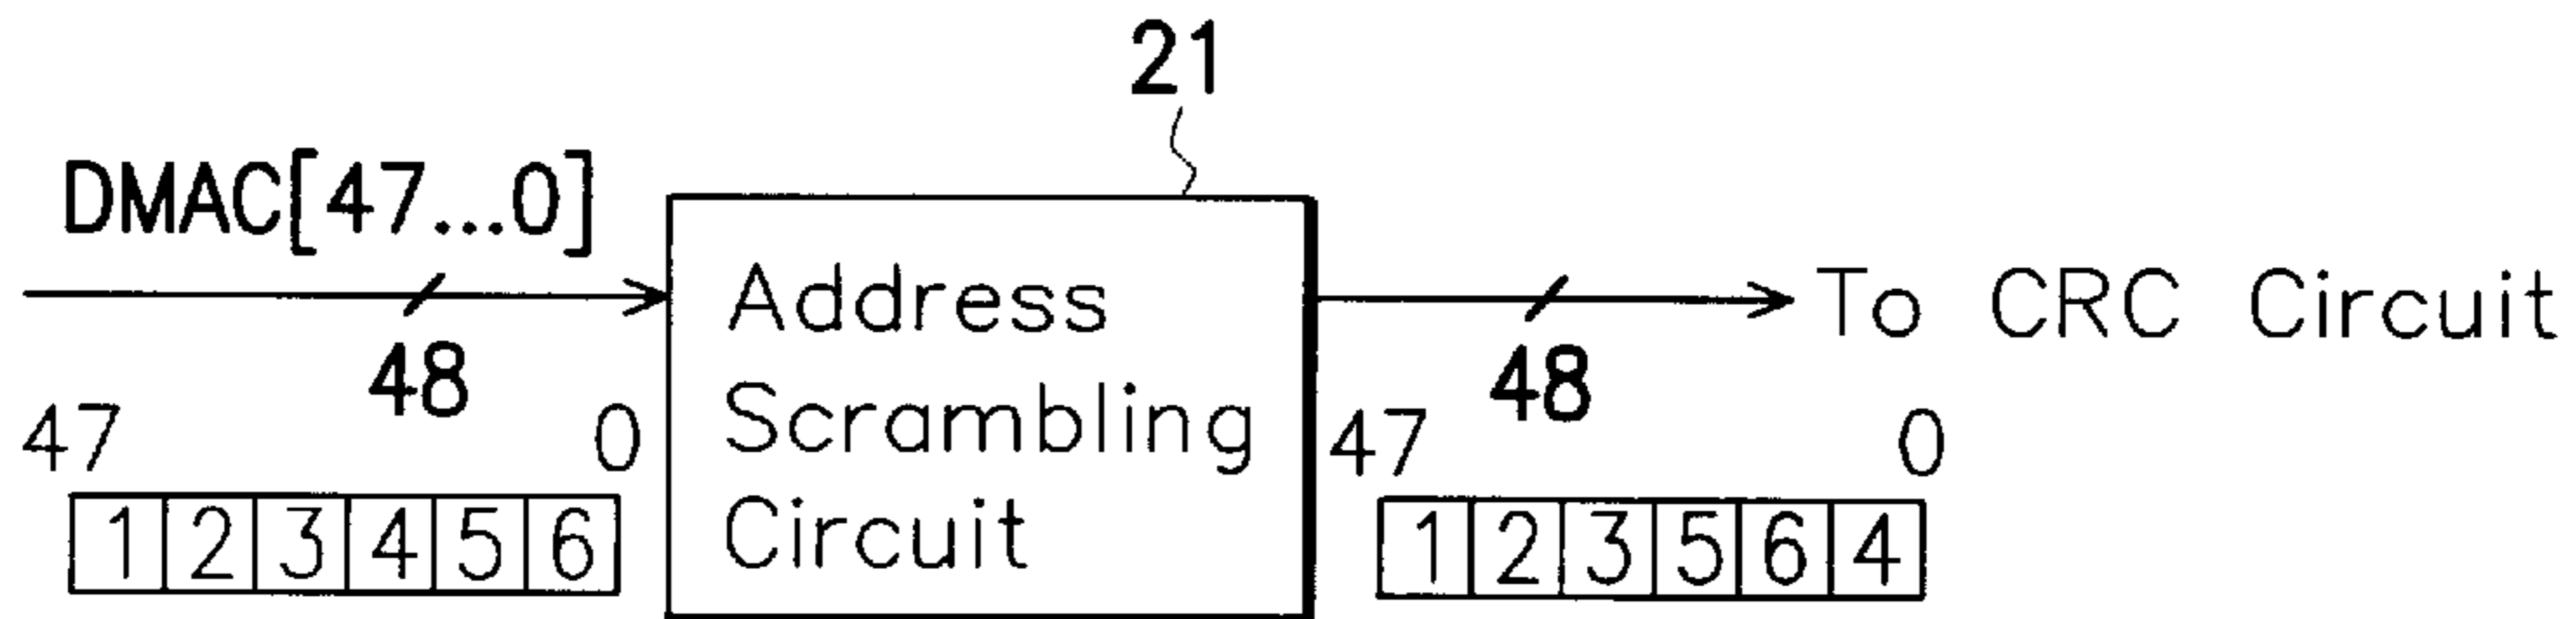 21
DMAC[47...0]
48
47 0
1 2 3 4 5 6
Address
Scrambling
Circuit
48
To CRC Circuit
47 0
1 2 3 5 6 4